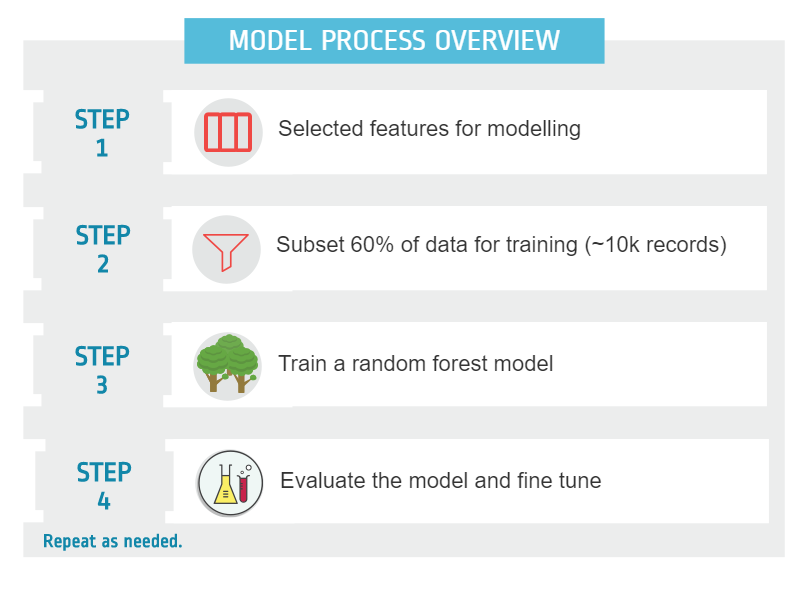 MODEL PROCESS OVERVIEW
STEP
1
Selected features for modelling
STEP
2
Subset 60% of data for training (~10k records)
STEP
3
Train a random forest model
STEP
4
Evaluate the model and fine tune
Repeat as needed.